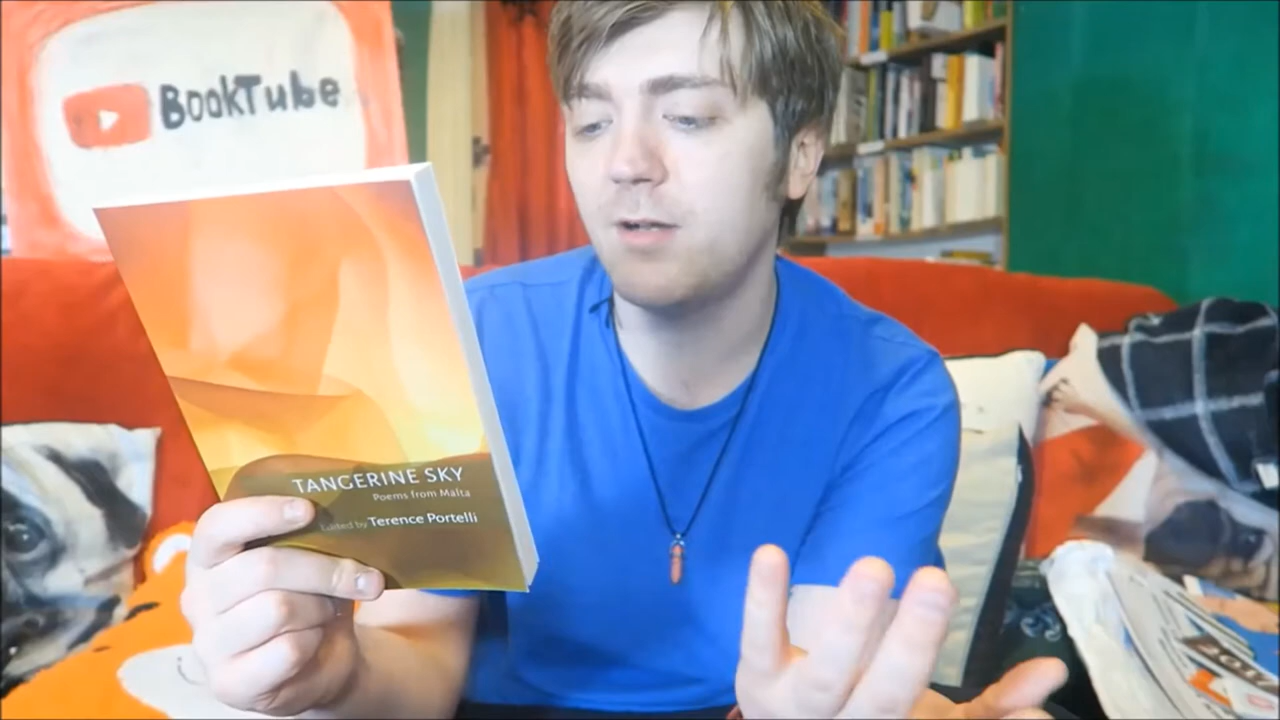 BookTube
TANGERINE SKY
Poems from Malta
Edited by Terence Portelli